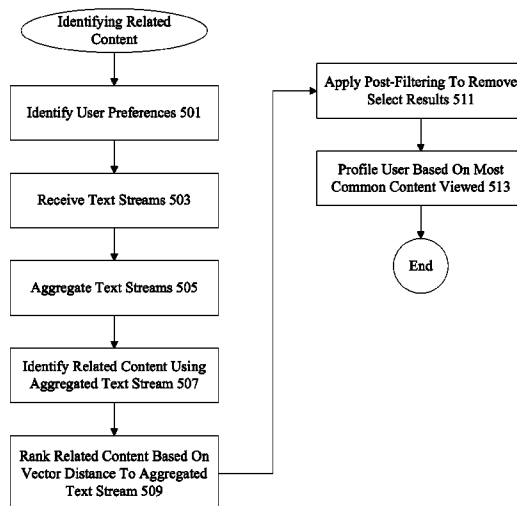 Identifying Related
Content
Identify User Preferences 501
Receive Text Streams 503
Aggregate Text Streams 505
Identify Related Content Using
Aggregated Text Stream 507
Rank Related Content Based On
Vector Distance To Aggregated
Text Stream 509
Apply Post-Filtering To Remove
Select Results 511
Profile User Based On Most
Common Content Viewed 513
End